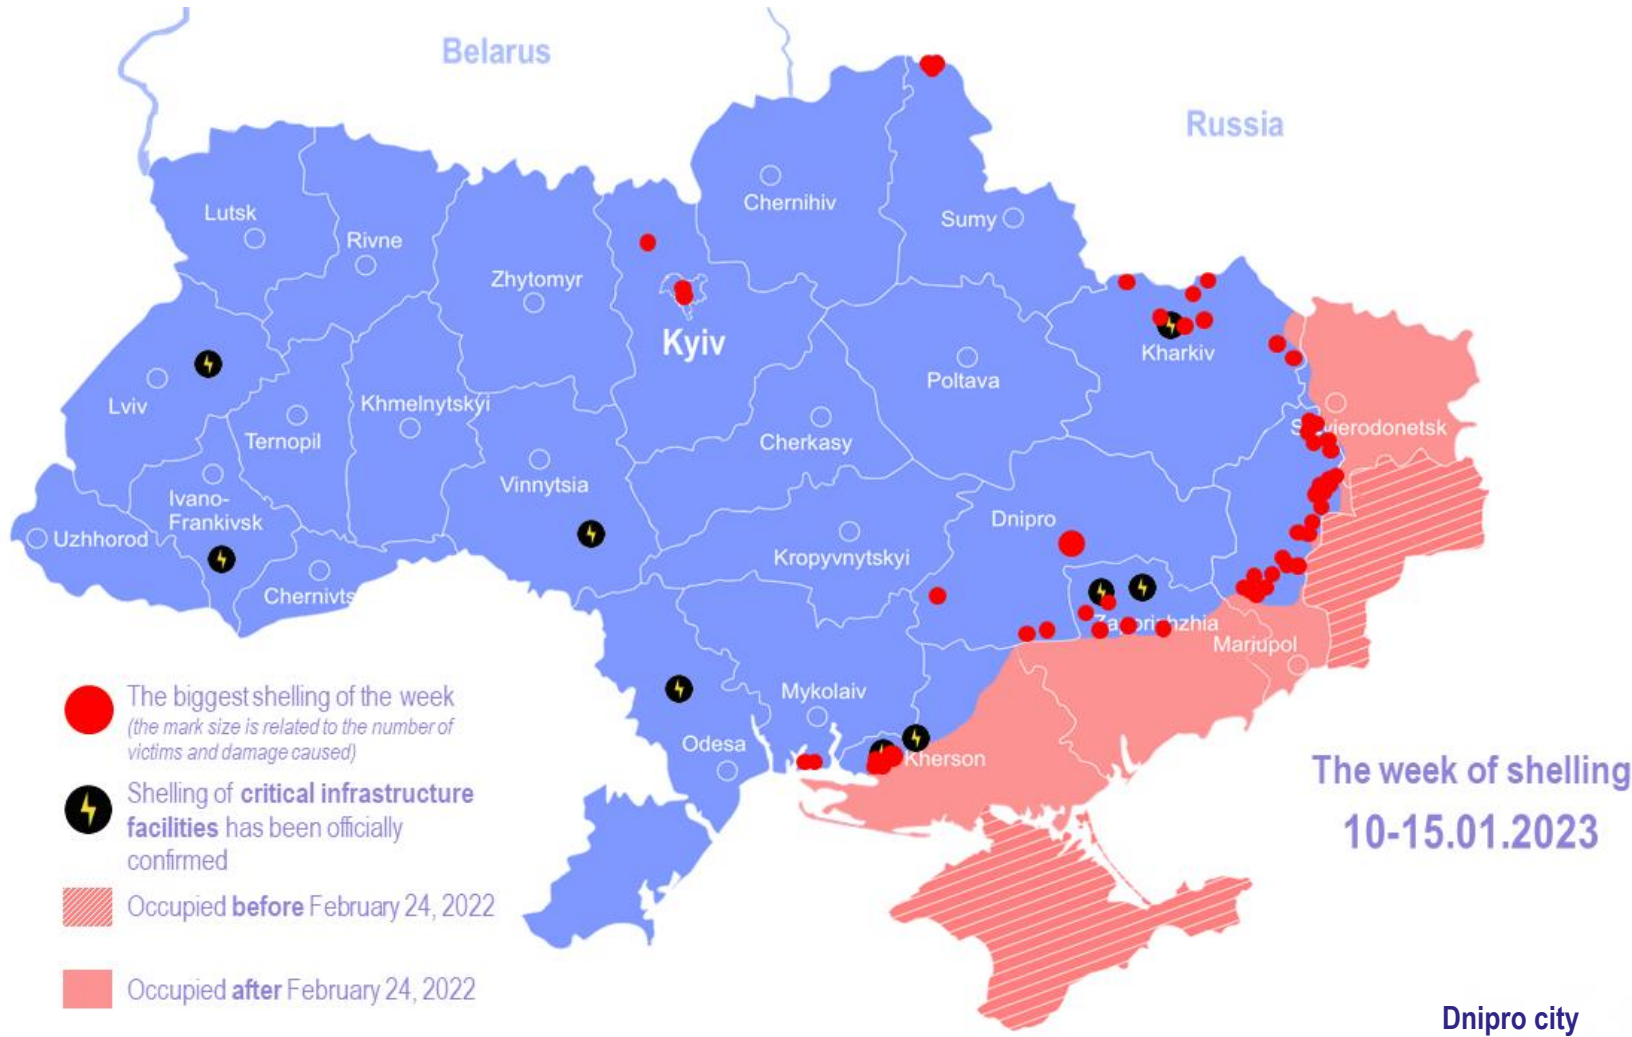 Belarus
Russia
Chernihiv
Sumy
Lutsk
Rivne
Zhytomyr
Kyiv
Kharkiv
Poltava
Lviv
Khmelnytskyi
Ternopil
Cherkasy
Vinnytsia
Ivano-
Frankivsk
Uzhhorod
Dnipro
Kropyvnytskyi
Mariupol
Mykolaiv
Odesa
Kherson
The biggest shelling of the week
(the mark size is related to the number of
victims and damage caused)
Shelling of critical infrastructure
facilities has been officially
confirmed
Occupied before February 24, 2022
Occupied after February 24, 2022
The week of shelling
10-15.01.2023
Dnipro city